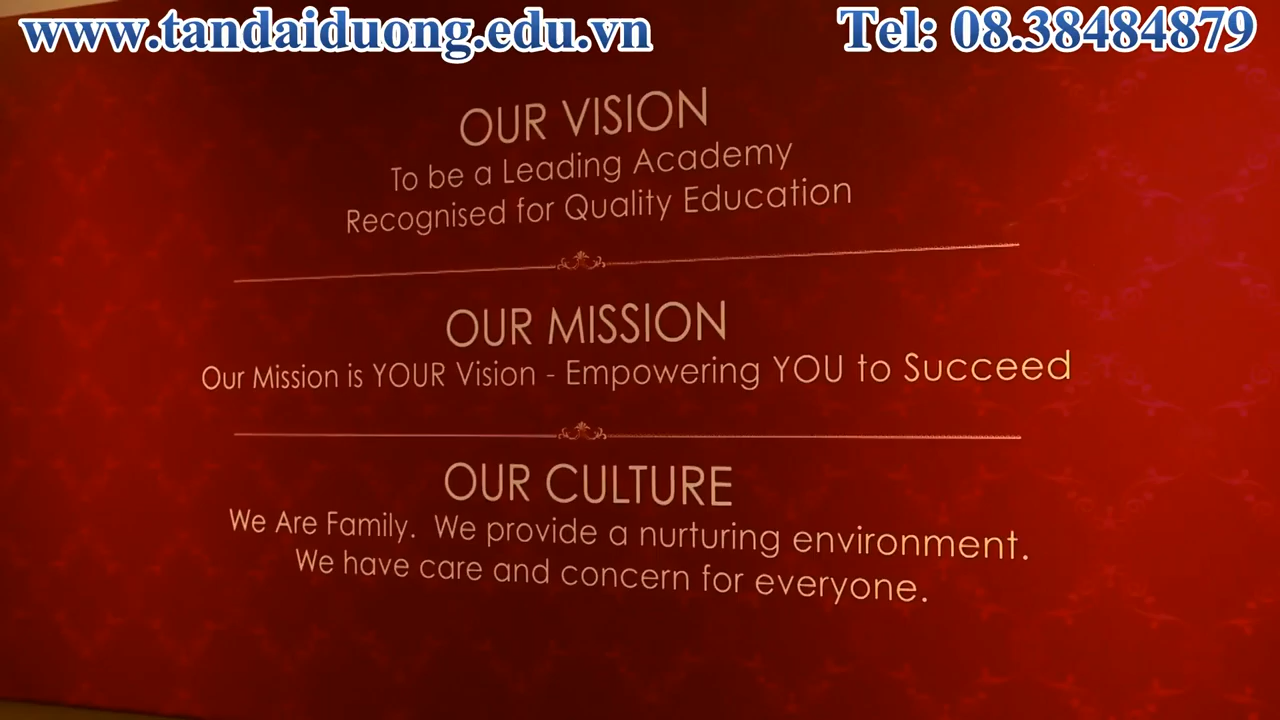 www.tandaiduong.edu.vn
Tel: 08.38484879
OUR VISION
To be a Leading Academy
Recognised for Quality Education
OUR MISSION
Our Mission is YOUR Vision - Empowering YOU to Succeed
OUR CULTURE
We Are Family. We provide a nurturing environment.
We have care and concern for everyone.